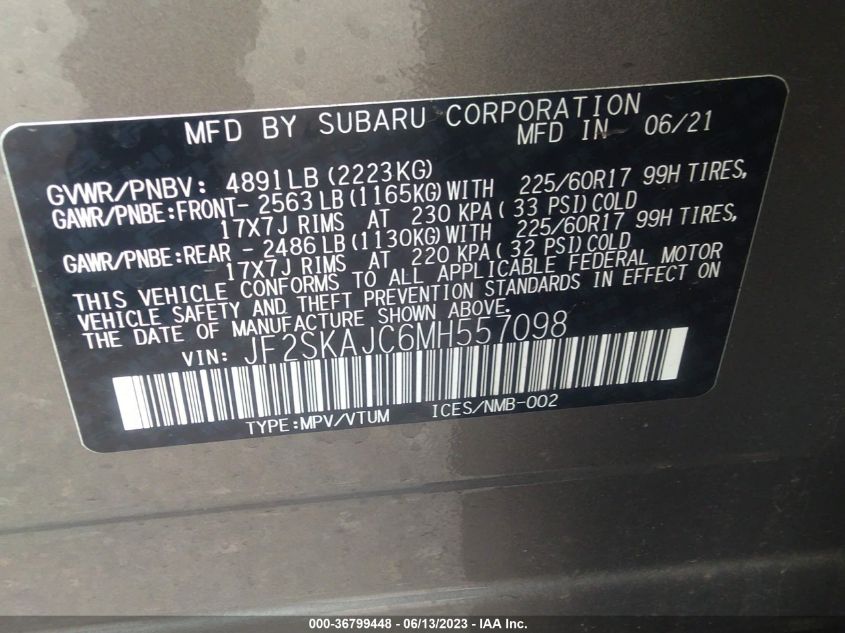 MFD BY SUBARU CORPORATION
MFD IN 06/21
GVWR/PNBV: 4891LB (2223KG)
GAWR/PNBE:FRONT- 2563 LB (1165KG) WITH 225/60R17 99H TIRES,
17X7J RIMS AT 230 KPA ( 33 PSI) COLD
GAWR/PNBE:REAR - 2486 LB (1130KG) WITH 225/60R17 99H TIRES,
17X7J RIMS AT 220 KPA ( 32 PSI) COLD
THIS VEHICLE CONFORMS TO ALL APPLICABLE FEDERAL MOTOR
VEHICLE SAFETY AND THEFT PREVENTION STANDARDS IN EFFECT ON
THE DATE OF MANUFACTURE SHOWN ABOVE.
VIN: JF2SKAJC6MH557098
TYPE:MPV/VTUM ICES/NMB-002
000-36799448 - 06/13/2023 - IAA Inc.